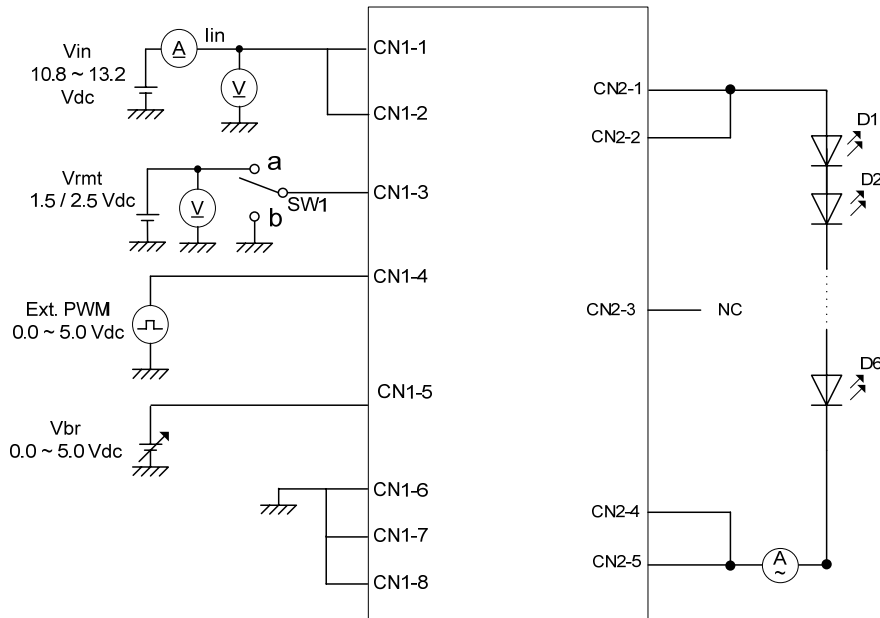 Vin
10.8 ~ 13.2
Vdc
A
Iin
V
CN1-1
CN1-2
Vrmt
1.5 / 2.5 Vdc
V
a
b
SW1
CN1-3
Ext. PWM
0.0 ~ 5.0 Vdc
CN1-4
Vbr
0.0 ~ 5.0 Vdc
CN1-5
CN1-6
CN1-7
CN1-8
CN2-1
CN2-2
D1
D2
CN2-3
NC
D6
CN2-4
CN2-5
A
~